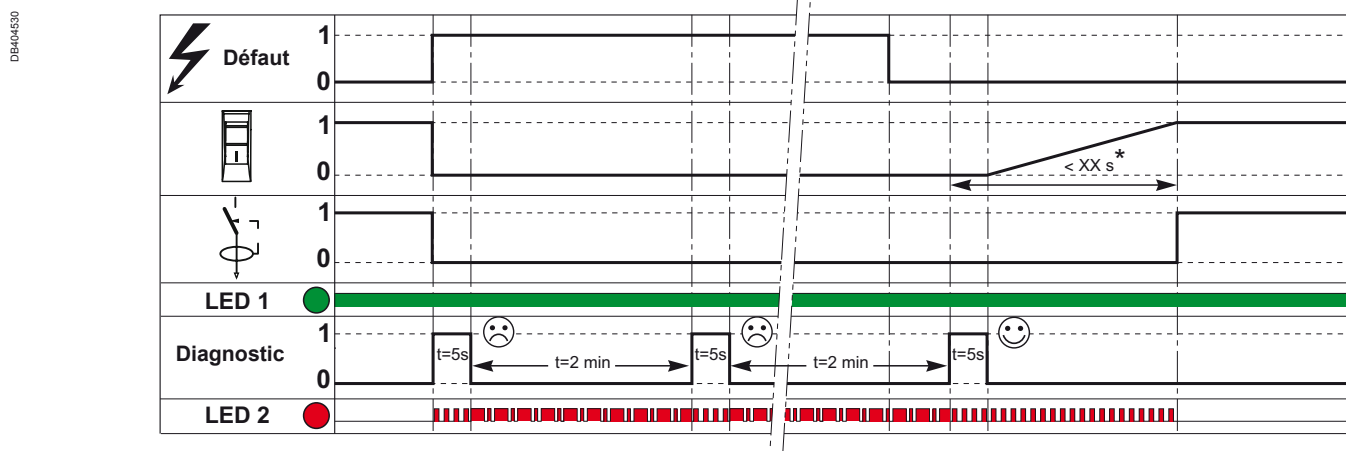 DB404530
Défaut
1
0
1
0
< XX s*
1
0
LED 1
Diagnostic
1
0
t=5s
t=2 min
t=5s
t=2 min
t=5s
LED 2